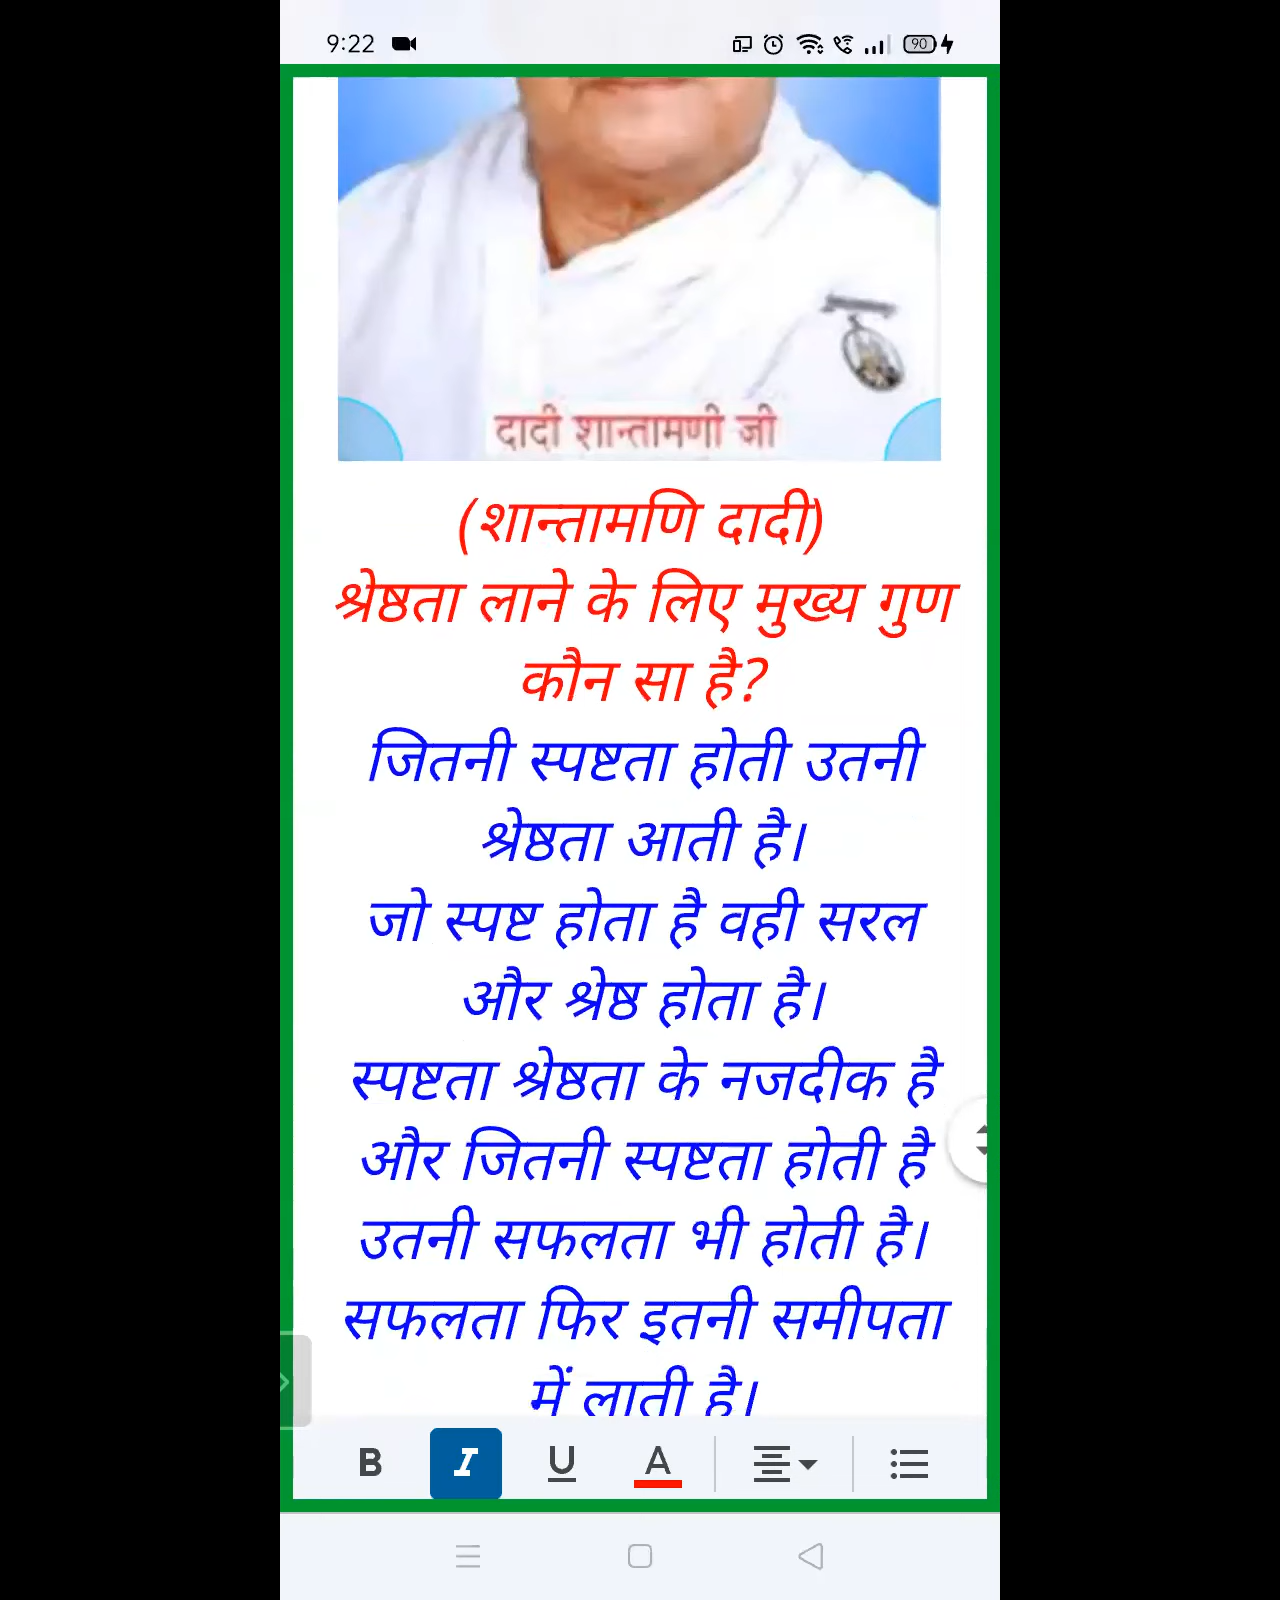 9:22
90
दादी शान्तामणी जी
(शान्तामणि दादी)
श्रेष्ठता लाने के लिए मुख्य गुण
कौन सा है?
जितनी स्पष्टता होती उतनी
श्रेष्ठता आती है।
जो स्पष्ट होता है वही सरल
और श्रेष्ठ होता है।
स्पष्टता श्रेष्ठता के नजदीक है
और जितनी स्पष्टता होती है
उतनी सफलता भी होती है।
सफलता फिर इतनी समीपता
में लाती है।
B I U A